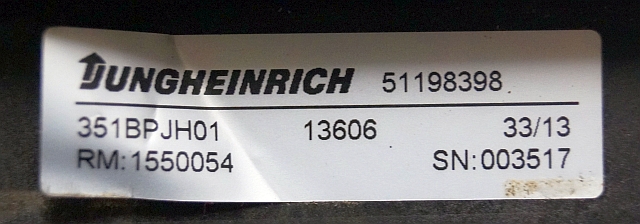 JUNGHEINRICH 51198398
351BPJH01 13606 33/13
RM:1550054 SN:003517